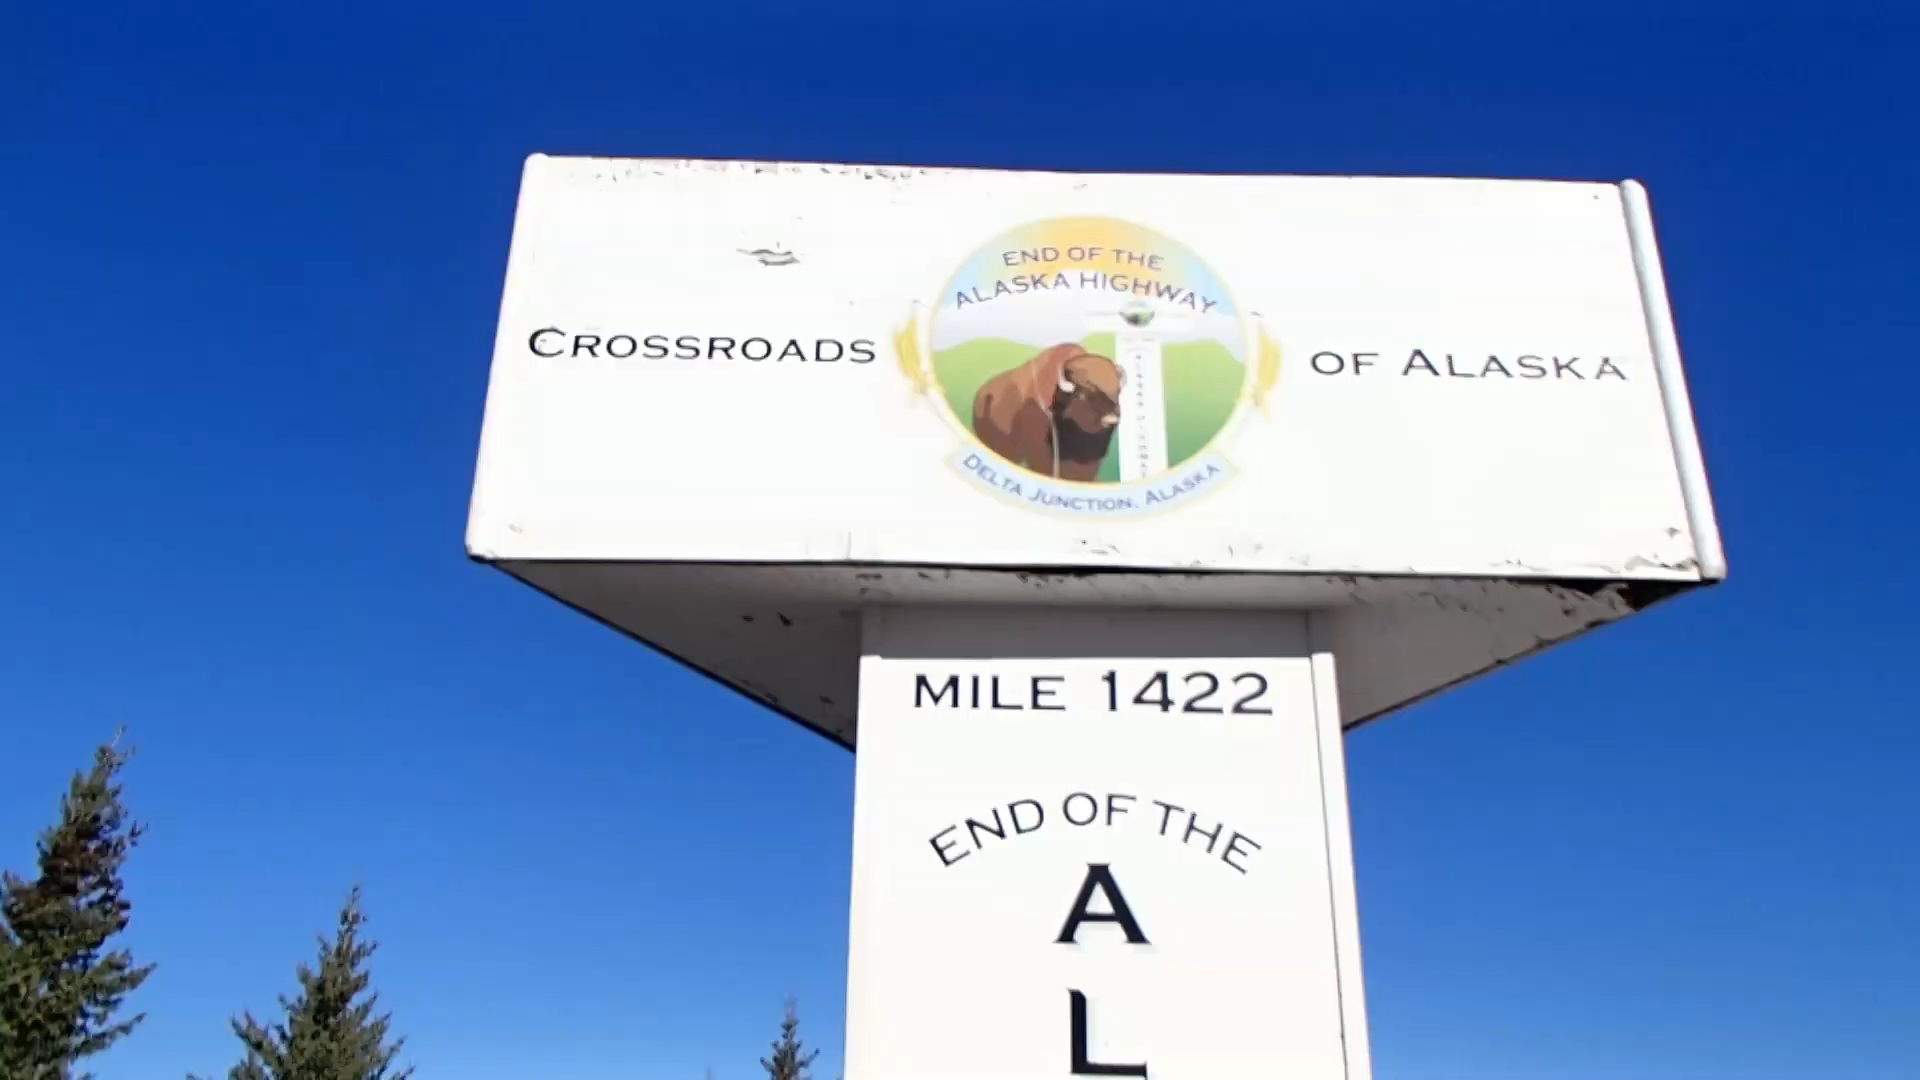 CROSSROADS
END OF THE
ALASKA HIGHWAY
DELTA JUNCTION, ALASKA
OF ALASKA
MILE 1422
END OF THE
A
L